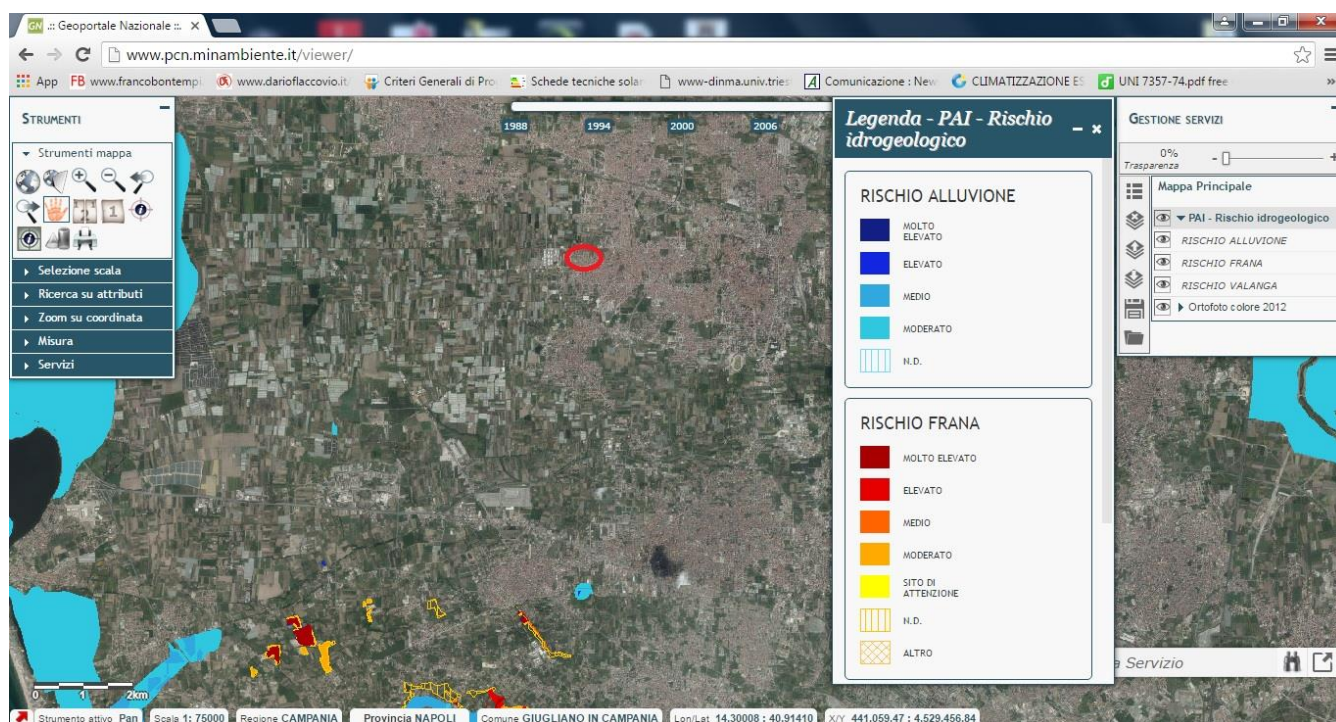 GN .:: Geoportale Nazionale ::. X
www.pcn.minambiente.it/viewer/
App FB www.francobontempi www.darioflaccovio.it Criteri Generali di Pro Schede tecniche solar www-dinma.univ.tries A Comunicazione : New CLIMATIZZAZIONE ES UNI 7357-74.pdf free »
STRUMENTI
Strumenti mappa
1
Selezione scala
Ricerca su attributi
Zoom su coordinata
Misura
Servizi
1988 1994 2000 2006
Legenda - PAI - Rischio
idrogeologico
RISCHIO ALLUVIONE
MOLTO
ELEVATO
ELEVATO
MEDIO
MODERATO
N.D.
RISCHIO FRANA
MOLTO ELEVATO
ELEVATO
MEDIO
MODERATO
SITO DI
ATTENZIONE
N.D.
ALTRO
GESTIONE SERVIZI
0%
Trasparenza
- +
Mappa Principale
PAI - Rischio idrogeologico
RISCHIO ALLUVIONE
RISCHIO FRANA
RISCHIO VALANGA
Ortofoto colore 2012
a Servizio
0 1 2km
Strumento attivo Pan Scala 1: 75000 Regione CAMPANIA Provincia NAPOLI Comune GIUGLIANO IN CAMPANIA Lon/Lat 14.30008 : 40.91410 X/Y 441,059.47 : 4,529,456.84